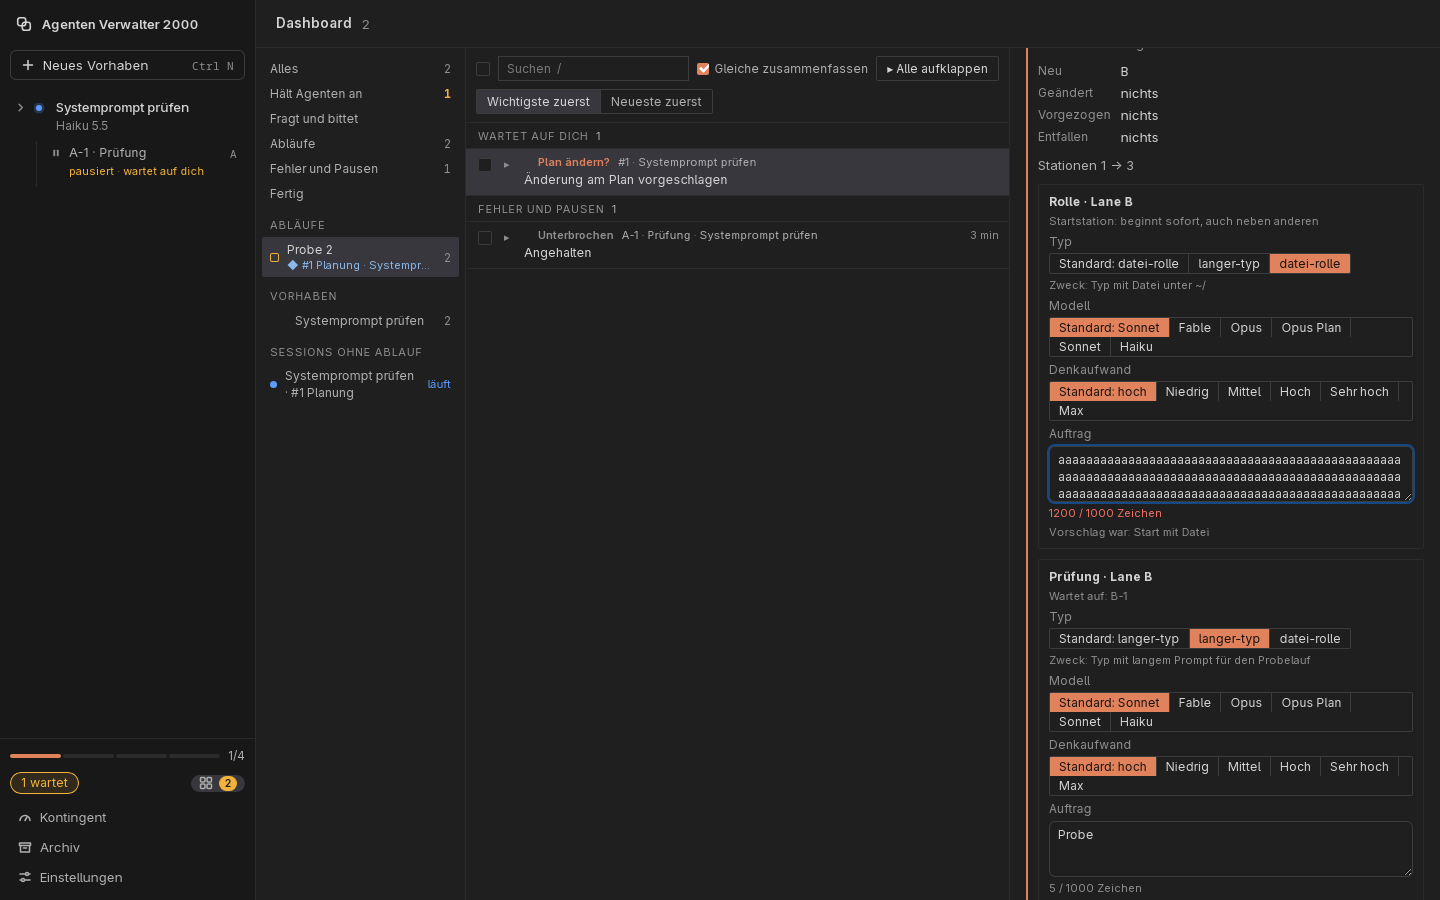 Agenten Verwalter 2000
Neues Vorhaben Ctrl N
Systemprompt prüfen
Haiku 5.5
A-1 · Prüfung A
pausiert · wartet auf dich
1/4
1 wartet
2
Kontingent
Archiv
Einstellungen
Dashboard 2
Alles 2
Hält Agenten an 1
Fragt und bittet
Abläufe 2
Fehler und Pausen 1
Fertig
ABLÄUFE
Probe 2
#1 Planung · Systempr... 2
VORHABEN
Systemprompt prüfen 2
SESSIONS OHNE ABLAUF
Systemprompt prüfen
· #1 Planung
läuft
Suchen /
Gleiche zusammenfassen
▸ Alle aufklappen
Wichtigste zuerst Neueste zuerst
WARTET AUF DICH 1
Plan ändern? #1 · Systemprompt prüfen
Änderung am Plan vorgeschlagen
FEHLER UND PAUSEN 1
Unterbrochen A-1 · Prüfung · Systemprompt prüfen 3 min
Angehalten
Neu B
Geändert nichts
Vorgezogen nichts
Entfallen nichts
Stationen 1 → 3
Rolle · Lane B
Startstation: beginnt sofort, auch neben anderen
Typ
Standard: datei-rolle langer-typ datei-rolle
Zweck: Typ mit Datei unter ~/
Modell
Standard: Sonnet Fable Opus Opus Plan
Sonnet Haiku
Denkaufwand
Standard: hoch Niedrig Mittel Hoch Sehr hoch
Max
Auftrag
aaaaaaaaaaaaaaaaaaaaaaaaaaaaaaaaaaaaaaaaaaaaaaaaa
aaaaaaaaaaaaaaaaaaaaaaaaaaaaaaaaaaaaaaaaaaaaaaaaa
aaaaaaaaaaaaaaaaaaaaaaaaaaaaaaaaaaaaaaaaaaaaaaaaa
1200 / 1000 Zeichen
Vorschlag war: Start mit Datei
Prüfung · Lane B
Wartet auf: B-1
Typ
Standard: langer-typ langer-typ datei-rolle
Zweck: Typ mit langem Prompt für den Probelauf
Modell
Standard: Sonnet Fable Opus Opus Plan
Sonnet Haiku
Denkaufwand
Standard: hoch Niedrig Mittel Hoch Sehr hoch
Max
Auftrag
Probe
5 / 1000 Zeichen